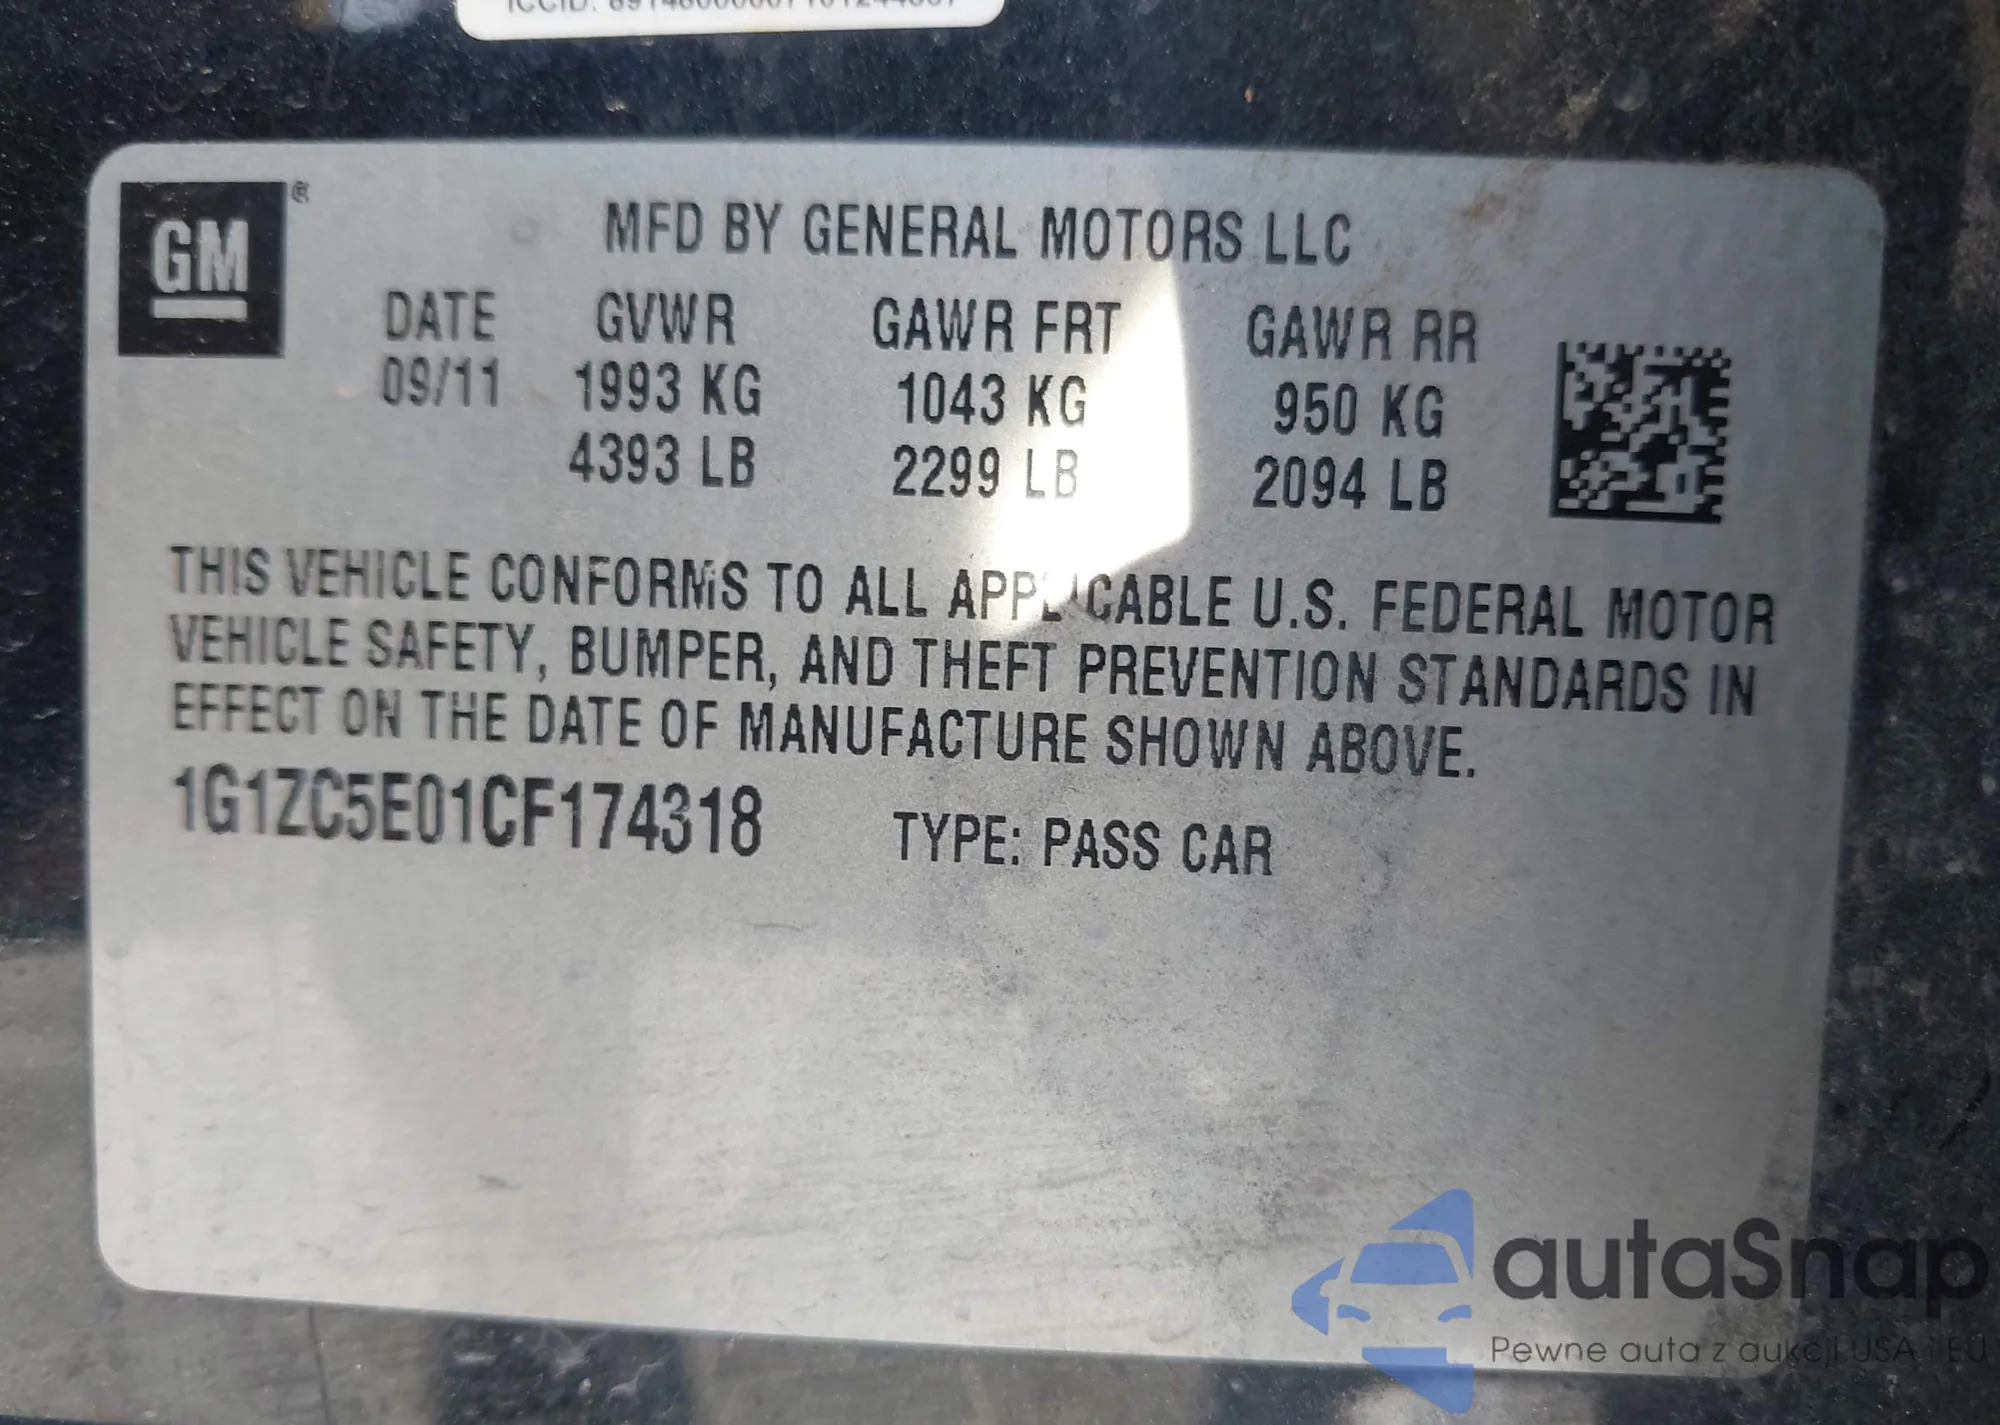 GM®
MFD BY GENERAL MOTORS LLC
DATE GVWR GAWR FRT GAWR RR
09/11 1993 KG 1043 KG 950 KG
4393 LB 2299 LB 2094 LB
THIS VEHICLE CONFORMS TO ALL APPLICABLE U.S. FEDERAL MOTOR
VEHICLE SAFETY, BUMPER, AND THEFT PREVENTION STANDARDS IN
EFFECT ON THE DATE OF MANUFACTURE SHOWN ABOVE.
1G1ZC5E01CF174318 TYPE: PASS CAR
autaSnap
Pewne auta z aukcji USA i EU